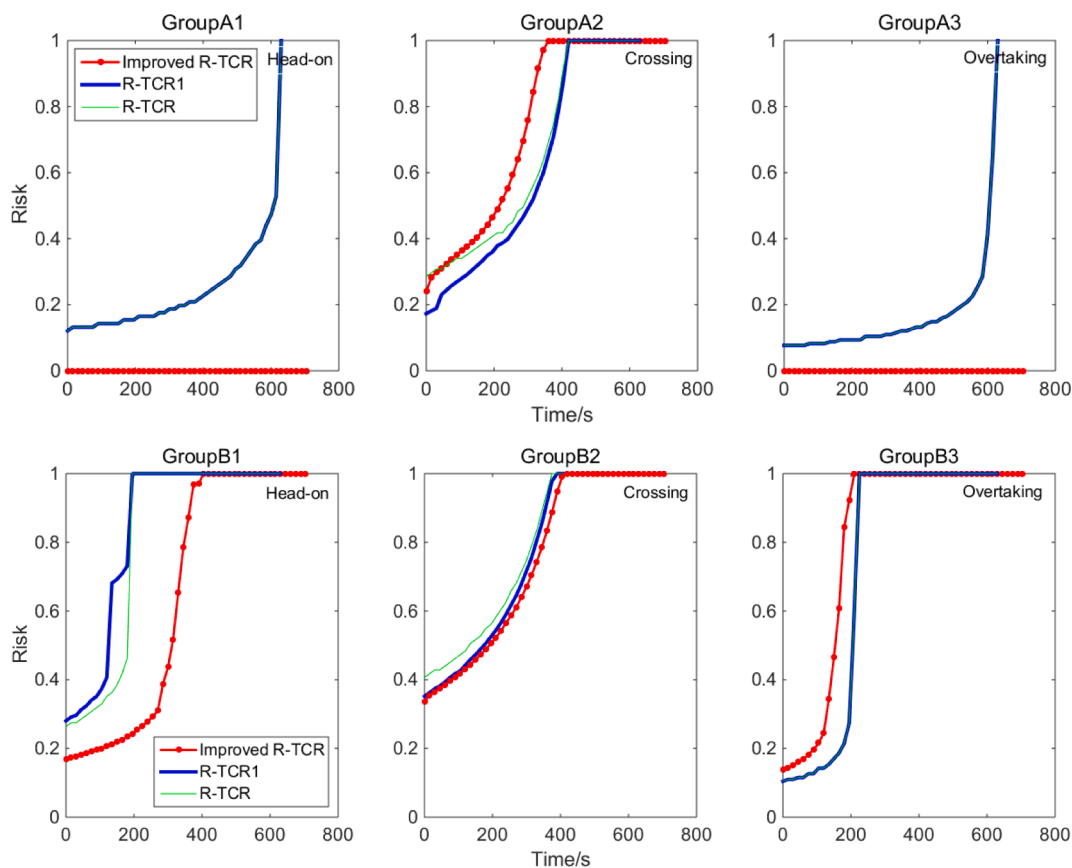 GroupA1
GroupA2
GroupA3
Improved R-TCR
R-TCR1
R-TCR
Head-on
Crossing
Overtaking
Risk
1
0.8
0.6
0.4
0.2
0
0 200 400 600 800
1
0.8
0.6
0.4
0.2
0
0 200 400 600 800
Time/s
1
0.8
0.6
0.4
0.2
0
0 200 400 600 800
GroupB1
GroupB2
GroupB3
Head-on
Crossing
Overtaking
Risk
1
0.8
0.6
0.4
0.2
0
0 200 400 600 800
Improved R-TCR
R-TCR1
R-TCR
1
0.8
0.6
0.4
0.2
0
0 200 400 600 800
Time/s
1
0.8
0.6
0.4
0.2
0
0 200 400 600 800